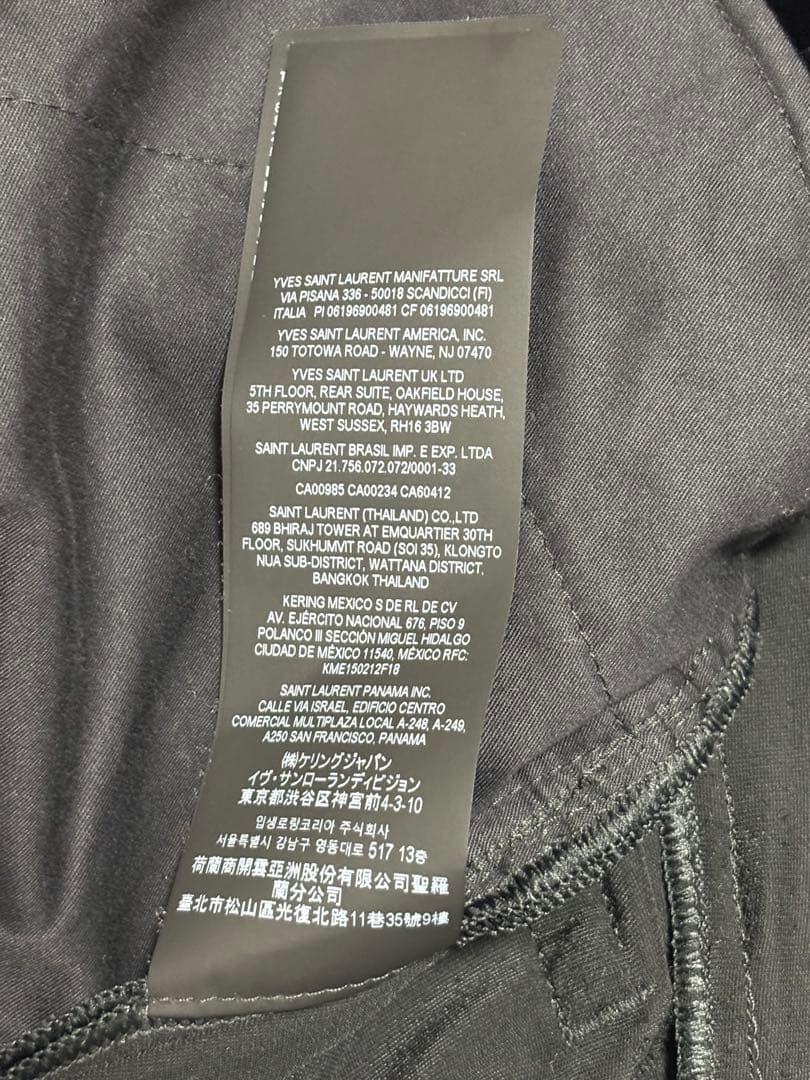 YVES SAINT LAURENT MANIFATTURE SRL
VIA PISANA 336 - 50018 SCANDICCI (FI)
ITALIA PI 06196900481 CF 06196900481
YVES SAINT LAURENT AMERICA, INC.
150 TOTOWA ROAD - WAYNE, NJ 07470
YVES SAINT LAURENT UK LTD
5TH FLOOR, REAR SUITE, OAKFIELD HOUSE,
35 PERRYMOUNT ROAD, HAYWARDS HEATH,
WEST SUSSEX, RH16 3BW
SAINT LAURENT BRASIL IMP. E EXP. LTDA
CNPJ 21.756.072.072/0001-33
CA00985 CA00234 CA60412
SAINT LAURENT (THAILAND) CO.,LTD
689 BHIRAJ TOWER AT EMQUARTIER 30TH
FLOOR, SUKHUMVIT ROAD (SOI 35), KLONGTO
NUA SUB-DISTRICT, WATTANA DISTRICT,
BANGKOK THAILAND
KERING MEXICO S DE RL DE CV
AV. EJÉRCITO NACIONAL 676, PISO 9
POLANCO III SECCIÓN MIGUEL HIDALGO
CIUDAD DE MÉXICO 11540, MÉXICO RFC:
KME150212F18
SAINT LAURENT PANAMA INC.
CALLE VIA ISRAEL, EDIFICIO CENTRO
COMERCIAL MULTIPLAZA LOCAL A-248, A-249,
A250 SAN FRANCISCO, PANAMA
㈱ケリングジャパン
イヴ・サンローランディビジョン
東京都渋谷区神宮前4-3-10
입생로랑코리아 주식회사
서울특별시 강남구 영동대로 517 13층
荷蘭商開雲亞洲股份有限公司聖羅
蘭分公司
臺北市松山區光復北路11巷35號9樓